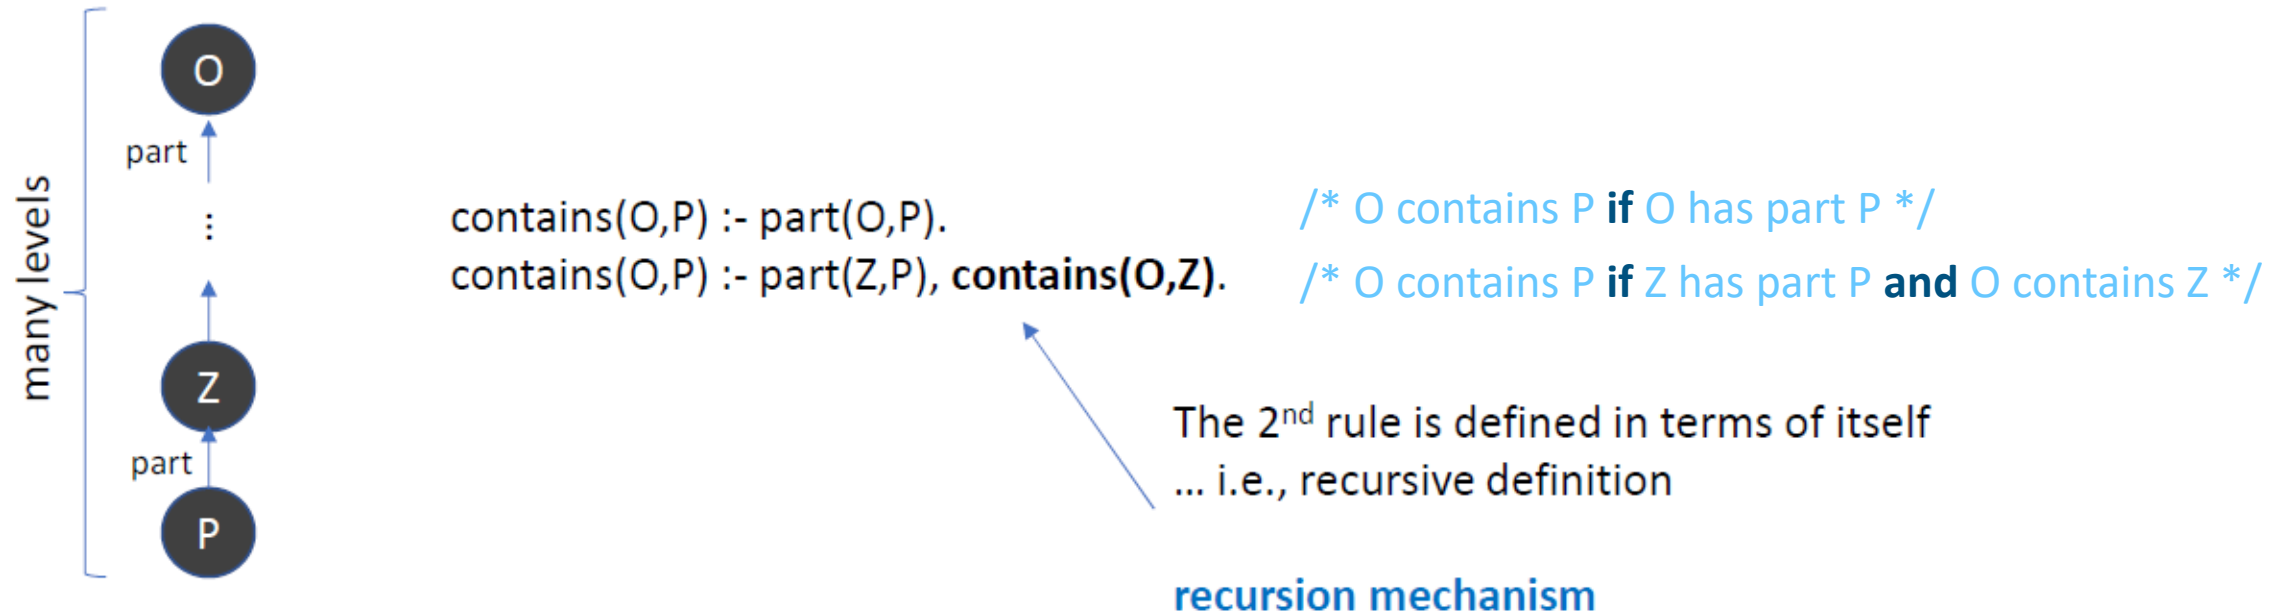 many levels
O
part
...
Z
part
P
contains(O,P) :- part(O,P).
/* O contains P if O has part P */
contains(O,P) :- part(Z,P), contains(O,Z).
/* O contains P if Z has part P and O contains Z */
The 2nd rule is defined in terms of itself
... i.e., recursive definition
recursion mechanism